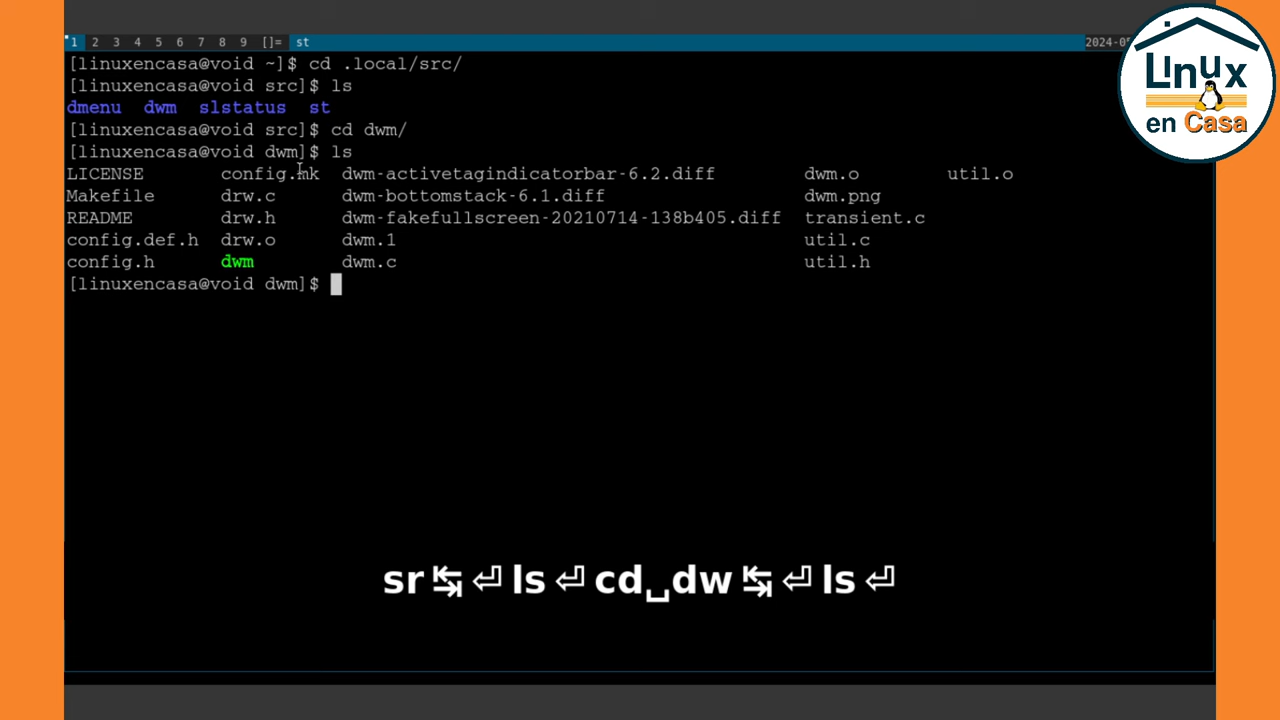 1 2 3 4 5 6 7 8 9 []= st 2024-0
Linux
en Casa
[linuxencasa@void ~]$ cd .local/src/
[linuxencasa@void src]$ ls
dmenu dwm slstatus st
[linuxencasa@void src]$ cd dwm/
[linuxencasa@void dwm]$ ls
LICENSE config.mk dwm-activetagindicatorbar-6.2.diff dwm.o util.o
Makefile drw.c dwm-bottomstack-6.1.diff dwm.png
README drw.h dwm-fakefullscreen-20210714-138b405.diff transient.c
config.def.h drw.o dwm.1 util.c
config.h dwm dwm.c util.h
[linuxencasa@void dwm]$
sr↹⏎ls⏎cd␣dw↹⏎ls⏎